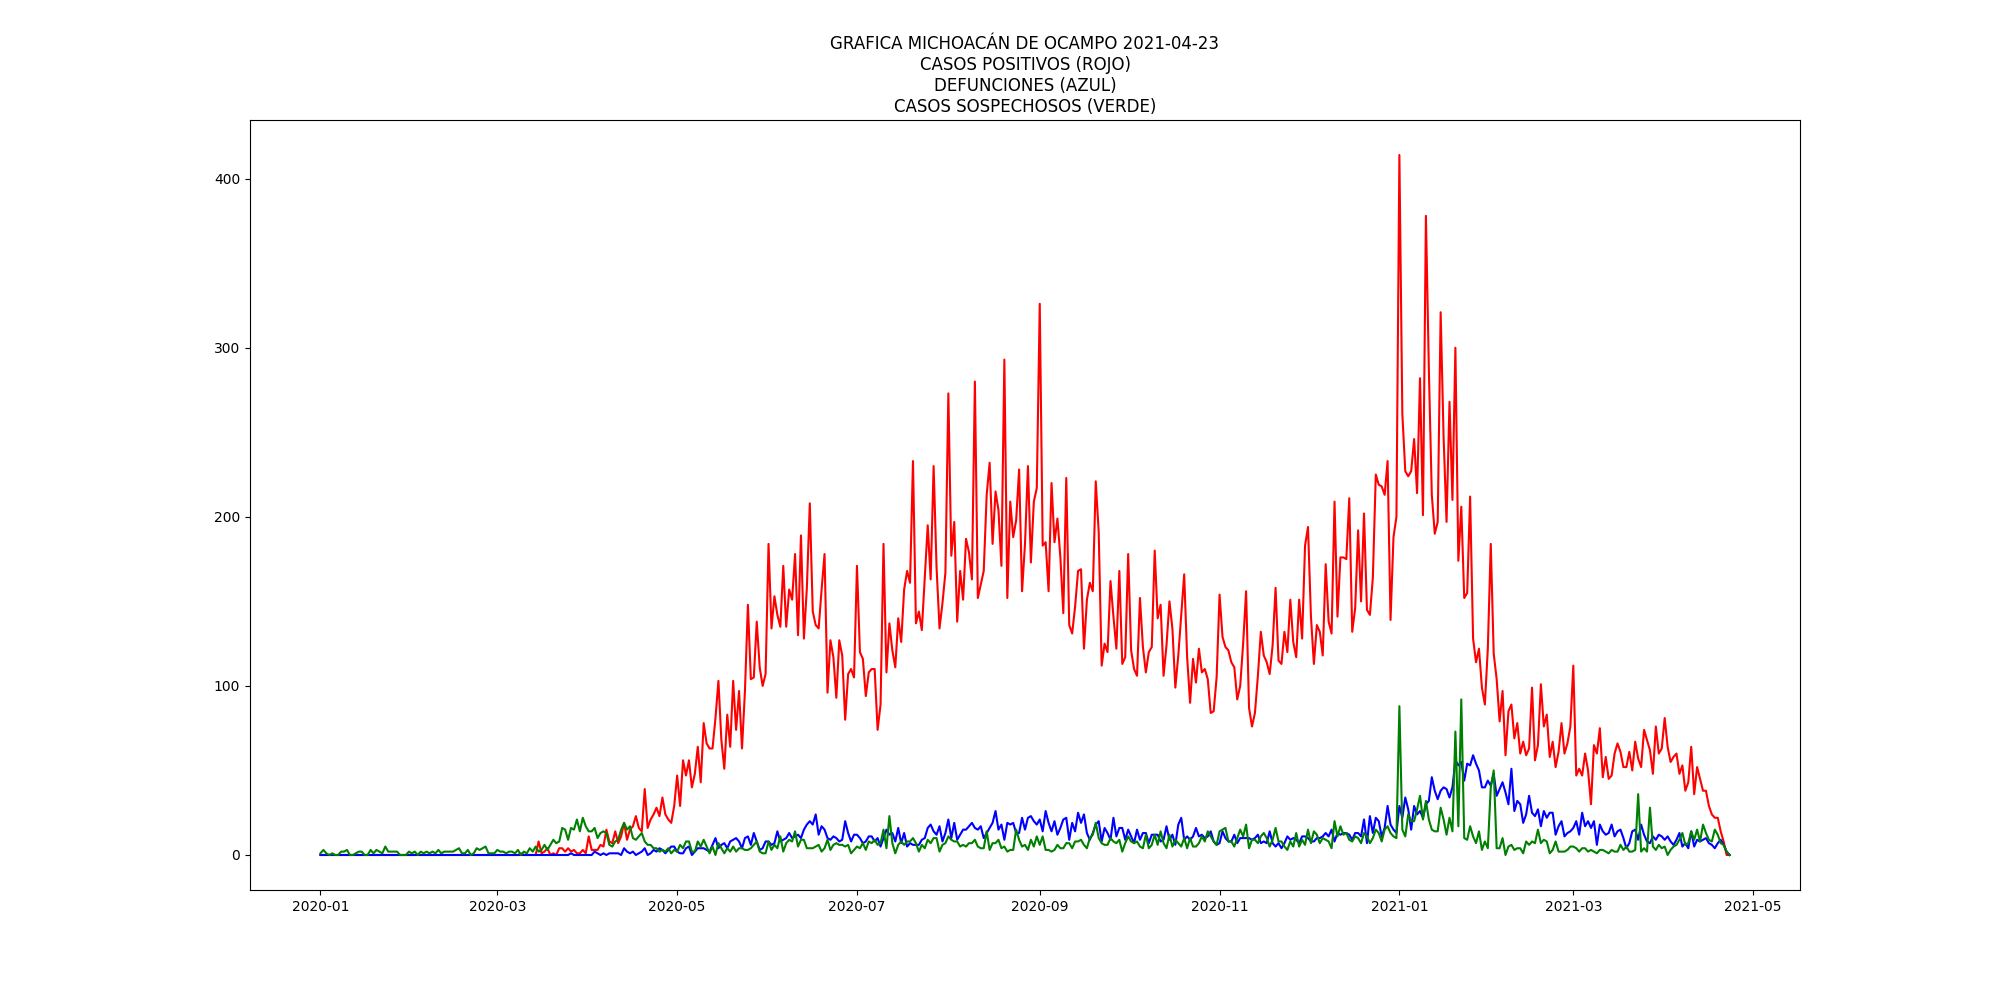 GRAFICA MICHOACÁN DE OCAMPO 2021-04-23
CASOS POSITIVOS (ROJO)
DEFUNCIONES (AZUL)
CASOS SOSPECHOSOS (VERDE)
400
300
200
100
0
2020-01 2020-03 2020-05 2020-07 2020-09 2020-11 2021-01 2021-03 2021-05